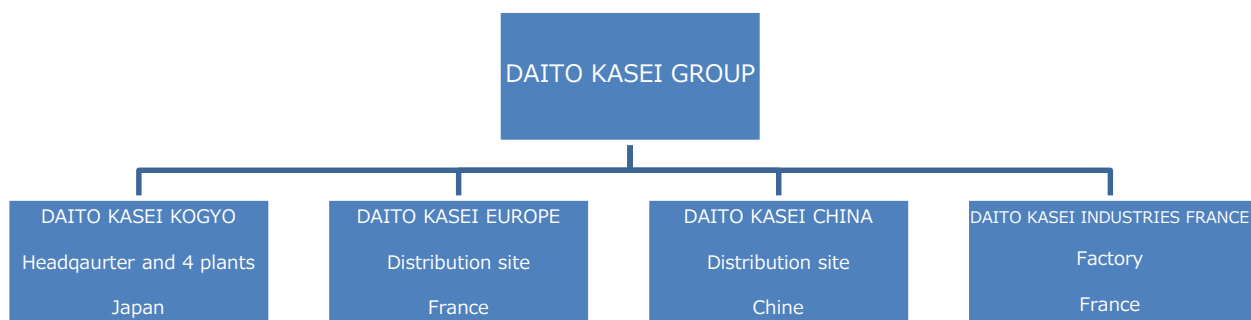 DAITO KASEI GROUP
DAITO KASEI KOGYO
Headqaurter and 4 plants
Japan
DAITO KASEI EUROPE
Distribution site
France
DAITO KASEI CHINA
Distribution site
Chine
DAITO KASEI INDUSTRIES FRANCE
Factory
France